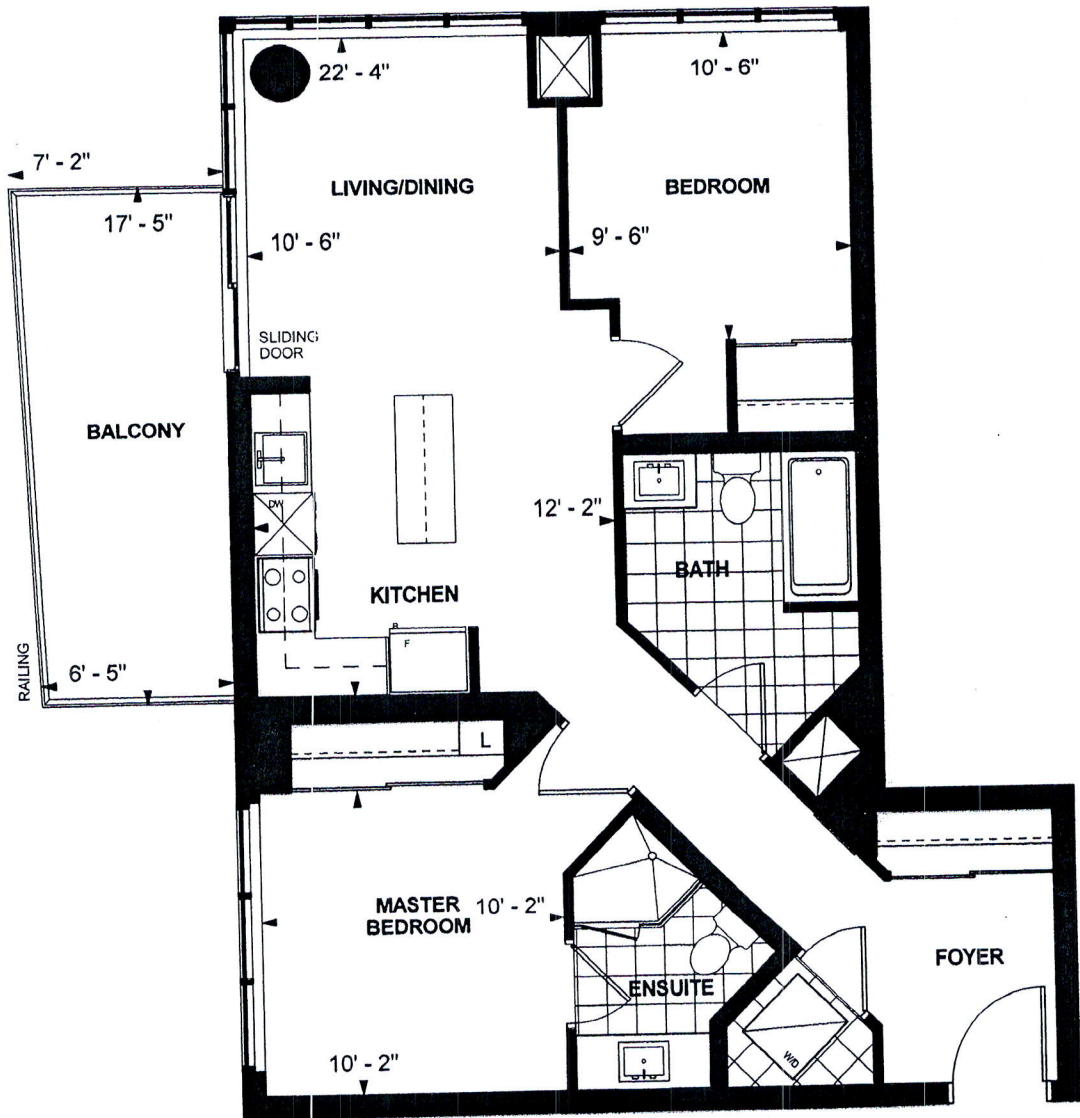 22' - 4"
10' - 6"
7' - 2"
17' - 5"
LIVING/DINING
BEDROOM
10' - 6"
9' - 6"
SLIDING
DOOR
BALCONY
DW
12' - 2"
BATH
KITCHEN
F
RAILING
6' - 5"
L
MASTER
BEDROOM
10' - 2"
ENSUITE
FOYER
W/D
10' - 2"